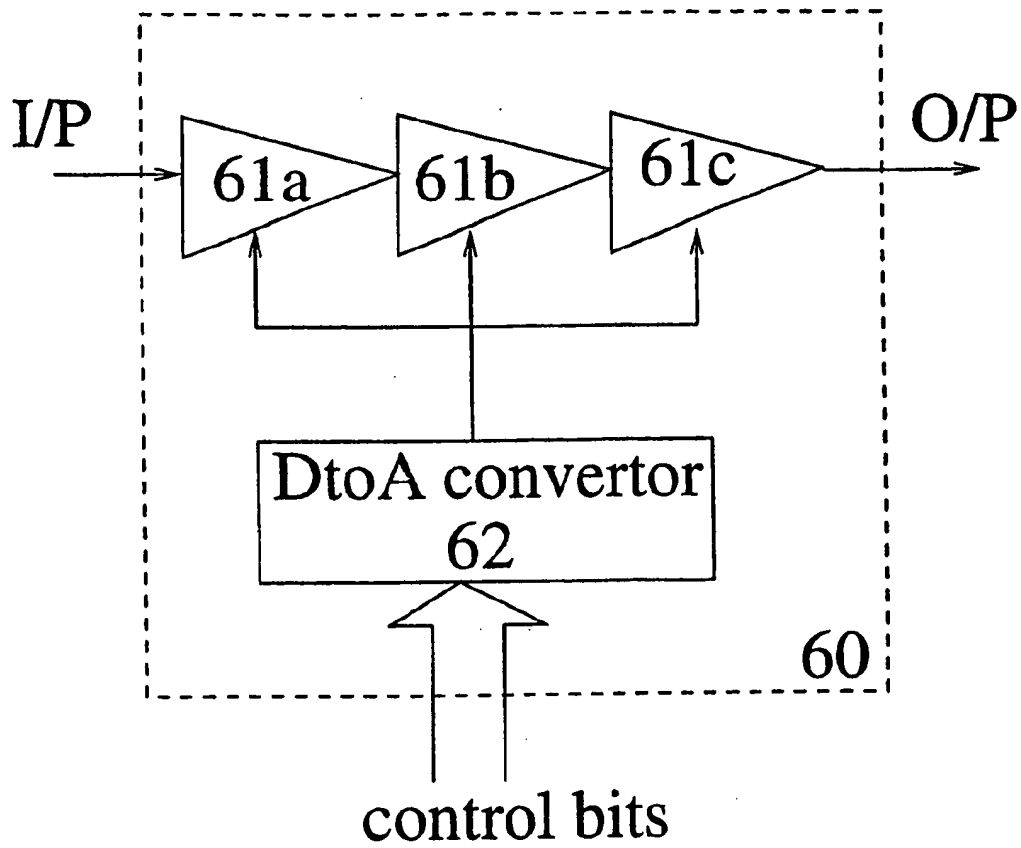 I/P
O/P
61a
61b
61c
DtoA convertor
62
60
control bits